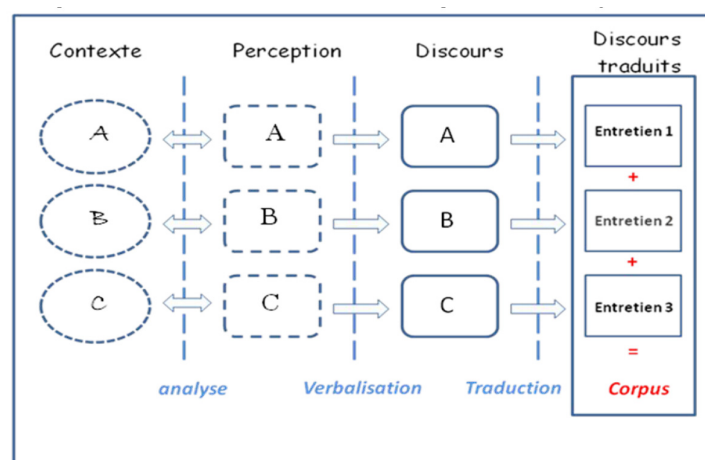 Contexte
Perception
Discours
Discours
traduits
A
A
A
Entretien 1
+
B
B
B
Entretien 2
+
C
C
C
Entretien 3
=
analyse
Verbalisation
Traduction
Corpus